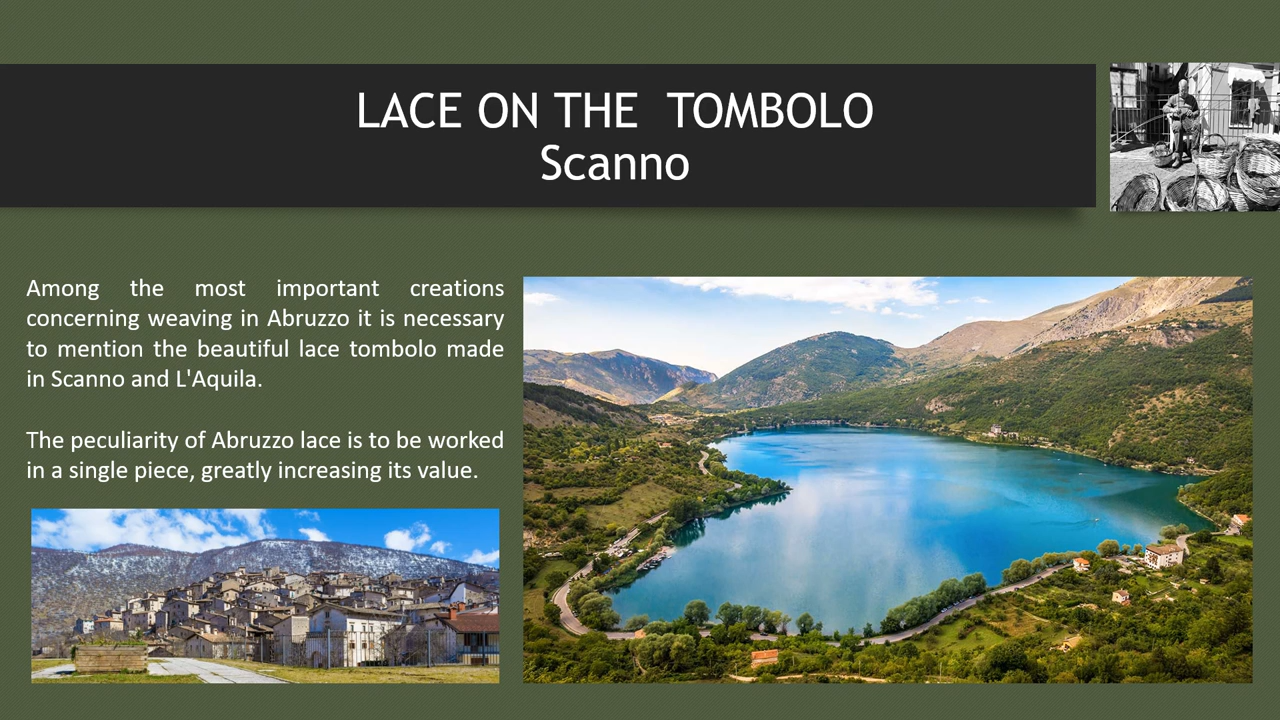 LACE ON THE  TOMBOLO
Scanno
Among the most important creations
concerning weaving in Abruzzo it is necessary
to mention the beautiful lace tombolo made
in Scanno and L'Aquila.
The peculiarity of Abruzzo lace is to be worked
in a single piece, greatly increasing its value.